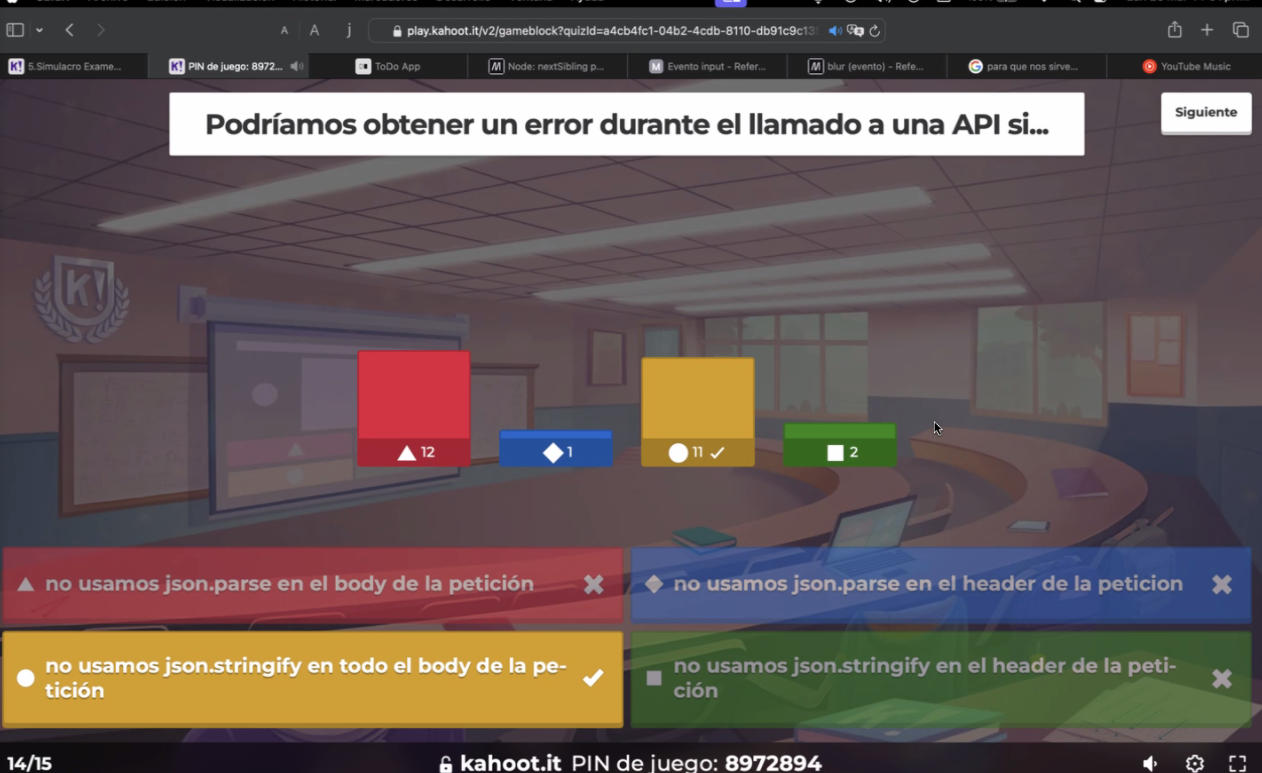 play.kahoot.it/v2/gameblock?quizId=a4cb4fc1-04b2-4cdb-8110-db91c9c13
5.Simulacro Exame...
PIN de juego: 8972...
ToDo App
Node: nextSibling p...
Evento input - Refer...
blur (evento) - Refe...
para que nos sirve...
YouTube Music
Podríamos obtener un error durante el llamado a una API si...
Siguiente
12
1
11
2
no usamos json.parse en el body de la petición
no usamos json.parse en el header de la peticion
no usamos json.stringify en todo el body de la pe-
tición
no usamos json.stringify en el header de la peti-
ción
14/15
kahoot.it PIN de juego: 8972894